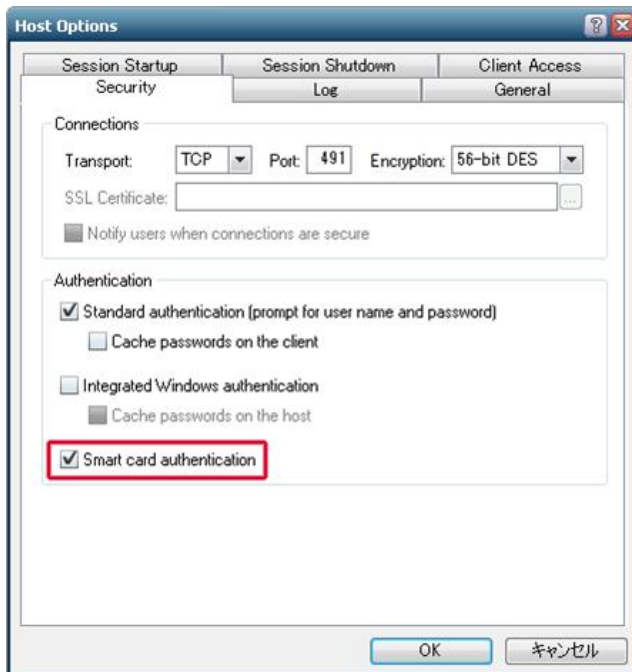 Host Options
Session Startup Session Shutdown Client Access
Security Log General
Connections
Transport: TCP Port: 491 Encryption: 56-bit DES
SSL Certificate: ...
Notify users when connections are secure
Authentication
Standard authentication (prompt for user name and password)
Cache passwords on the client
Integrated Windows authentication
Cache passwords on the host
Smart card authentication
OK キャンセル